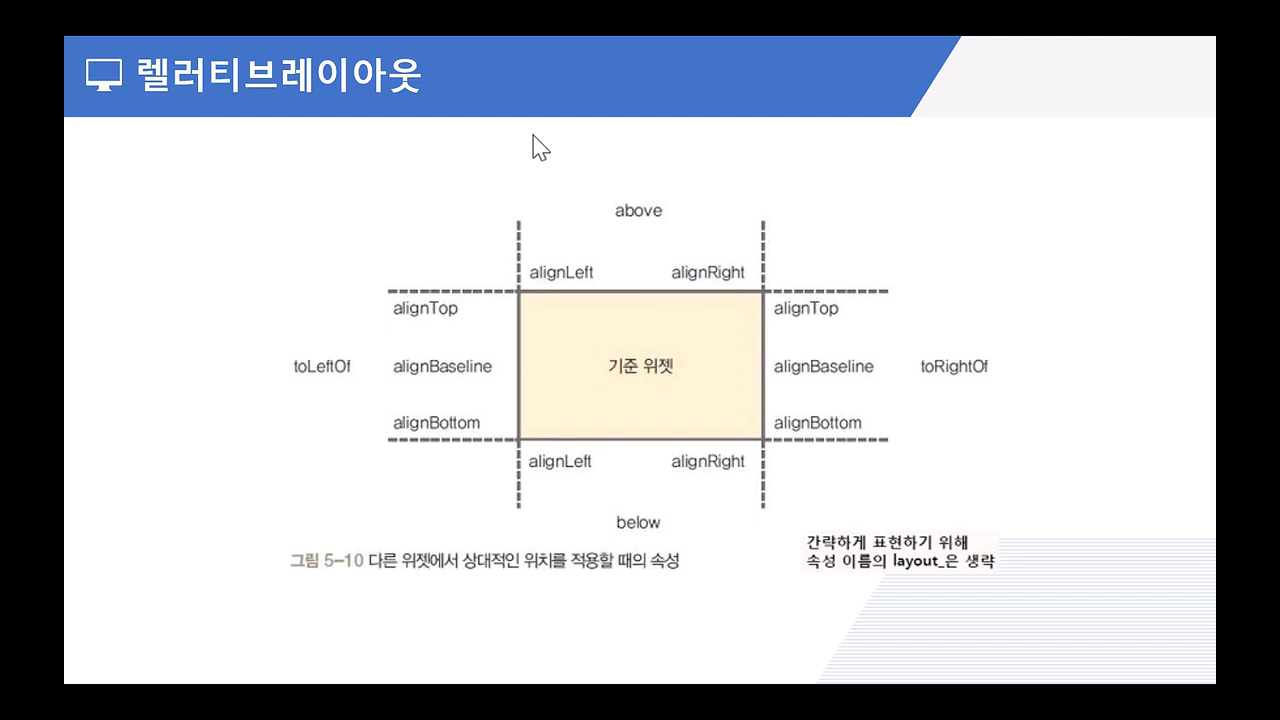 렐러티브레이아웃
above
alignLeft alignRight
alignTop alignTop
toLeftOf alignBaseline 기준 위젯 alignBaseline toRightOf
alignBottom alignBottom
alignLeft alignRight
below
그림 5–10 다른 위젯에서 상대적인 위치를 적용할 때의 속성
간략하게 표현하기 위해
속성 이름의 layout_은 생략